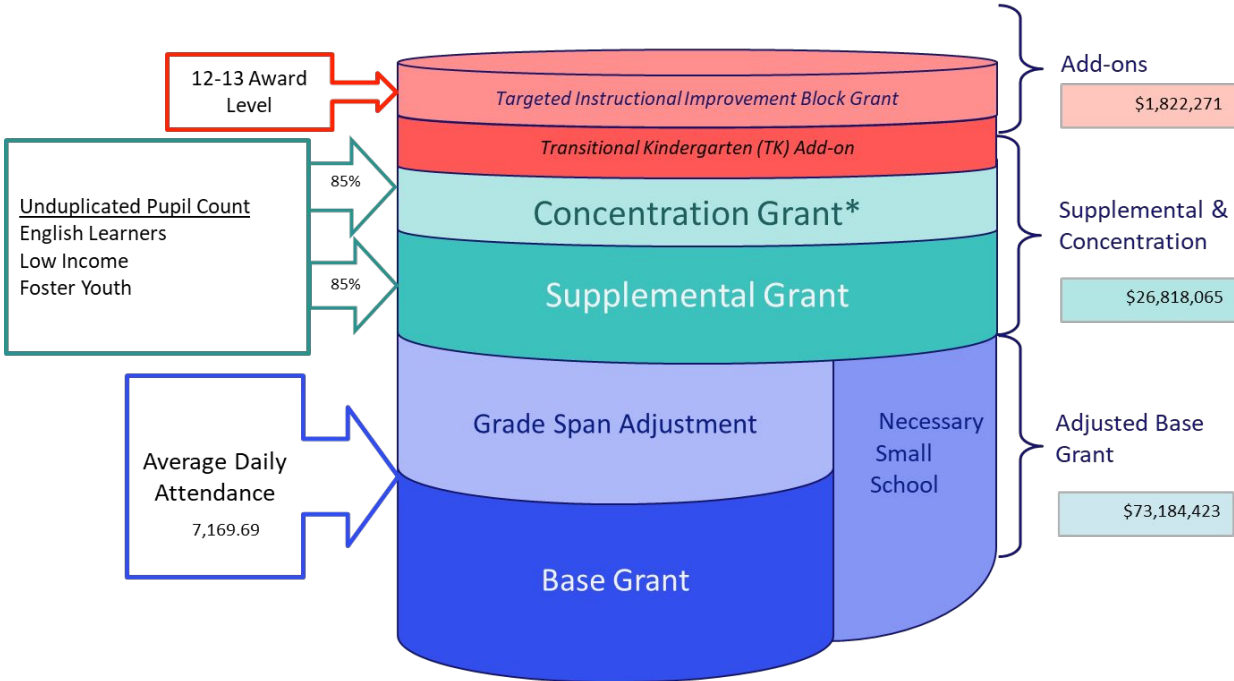 12-13 Award
Level
Targeted Instructional Improvement Block Grant
Add-ons
$1,822,271
Transitional Kindergarten (TK) Add-on
85%
Unduplicated Pupil Count
English Learners
Low Income
Foster Youth
85%
Concentration Grant*
Supplemental Grant
Supplemental &
Concentration
$26,818,065
Average Daily
Attendance
7,169.69
Grade Span Adjustment
Necessary
Small
School
Adjusted Base
Grant
$73,184,423
Base Grant